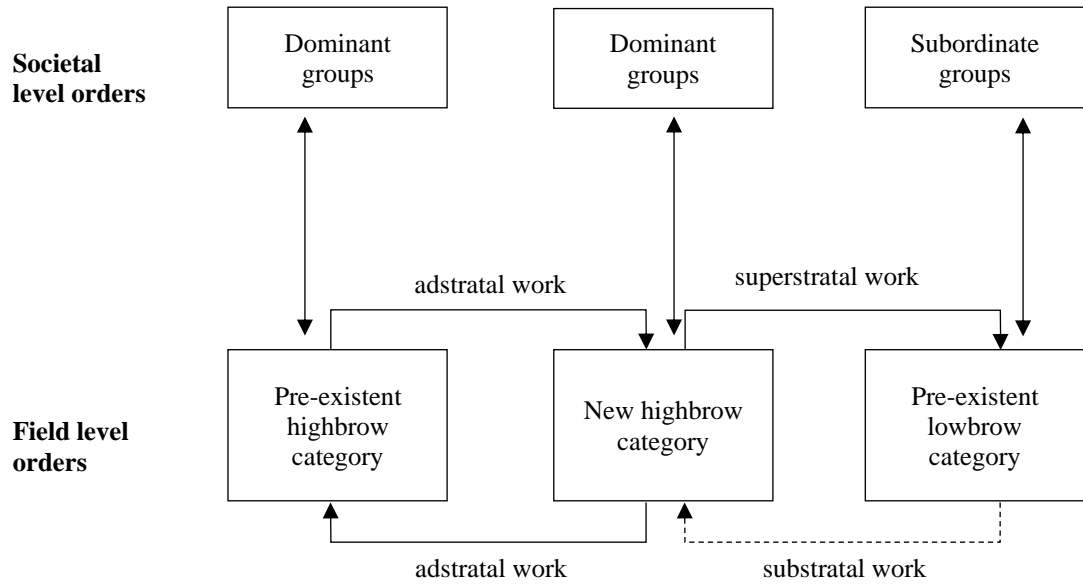 Societal
level orders
Dominant
groups
Dominant
groups
Subordinate
groups
adstratal work
superstratal work
Field level
orders
Pre-existent
highbrow
category
New highbrow
category
Pre-existent
lowbrow
category
adstratal work
substratal work